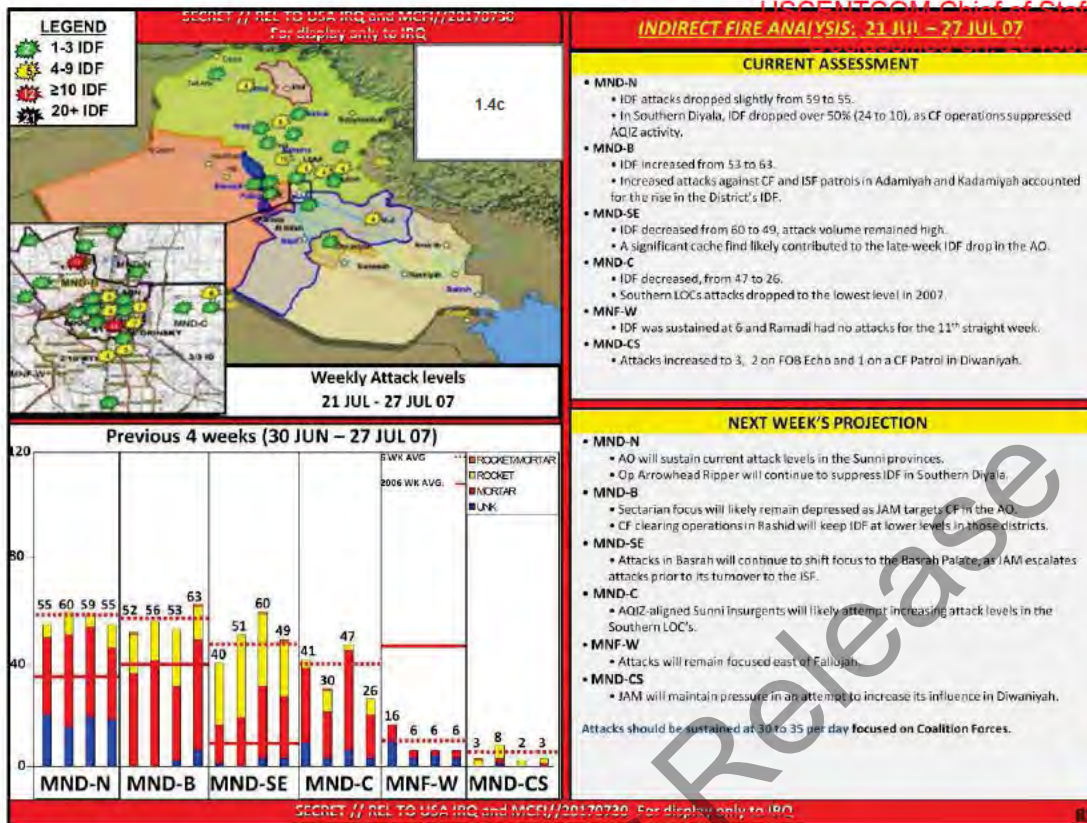 SECRET // REL TO USA IRQ and MCFI//20170730
For display only to IRQ
LEGEND
1-3 IDF
4-9 IDF
≥10 IDF
20+ IDF
1.4c
MND-C
MNF-W
Weekly Attack levels
21 JUL - 27 JUL 07
Previous 4 weeks (30 JUN – 27 JUL 07)
120
80
40
0
2006 WK AVG.
ROCKET/MORTAR
ROCKET
MORTAR
UNK
55 60 59 55
52 56 53 63
40 51 60 49
41 30 47 26
16 6 6 6
3 8 2 3
MND-N MND-B MND-SE MND-C MNF-W MND-CS
USCENTCOM Chief of Staff
INDIRECT FIRE ANALYSIS: 21 JUL – 27 JUL 07
CURRENT ASSESSMENT
• MND-N
• IDF attacks dropped slightly from 59 to 55.
• In Southern Diyala, IDF dropped over 50% (24 to 10), as CF operations suppressed
AQIZ activity.
• MND-B
• IDF increased from 53 to 63.
• Increased attacks against CF and ISF patrols in Adamiyah and Kadamiyah accounted
for the rise in the District's IDF.
• MND-SE
• IDF decreased from 60 to 49, attack volume remained high.
• A significant cache find likely contributed to the late-week IDF drop in the AO.
• MND-C
• IDF decreased, from 47 to 26.
• Southern LOCs attacks dropped to the lowest level in 2007.
• MNF-W
• IDF was sustained at 6 and Ramadi had no attacks for the 11th straight week.
• MND-CS
• Attacks increased to 3, 2 on FOB Echo and 1 on a CF Patrol in Diwaniyah.
NEXT WEEK'S PROJECTION
• MND-N
• AO will sustain current attack levels in the Sunni provinces.
• Op Arrowhead Ripper will continue to suppress IDF in Southern Diyala.
• MND-B
• Sectarian focus will likely remain depressed as JAM targets CF in the AO.
• CF clearing operations in Rashid will keep IDF at lower levels in those districts.
• MND-SE
• Attacks in Basrah will continue to shift focus to the Basrah Palace, as JAM escalates
attacks prior to its turnover to the ISF.
• MND-C
• AQIZ-aligned Sunni insurgents will likely attempt increasing attack levels in the
Southern LOC's.
• MNF-W
• Attacks will remain focused east of Fallujah.
• MND-CS
• JAM will maintain pressure in an attempt to increase its influence in Diwaniyah.
Attacks should be sustained at 30 to 35 per day focused on Coalition Forces.
Release
SECRET // REL TO USA IRQ and MCFI//20170730 For display only to IRQ